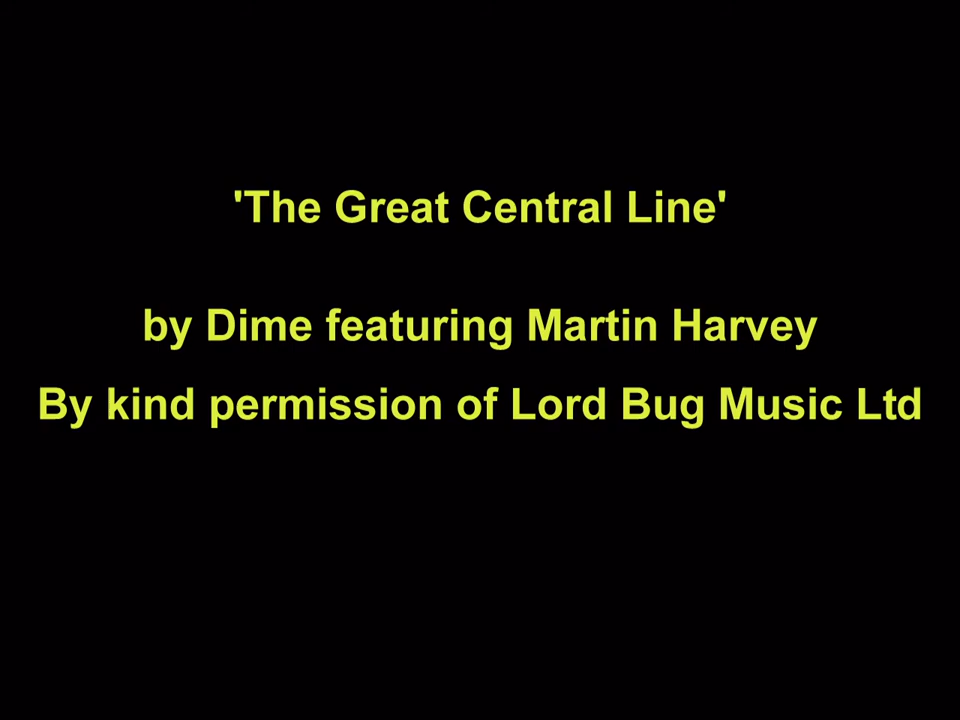 'The Great Central Line'
by Dime featuring Martin Harvey
By kind permission of Lord Bug Music Ltd